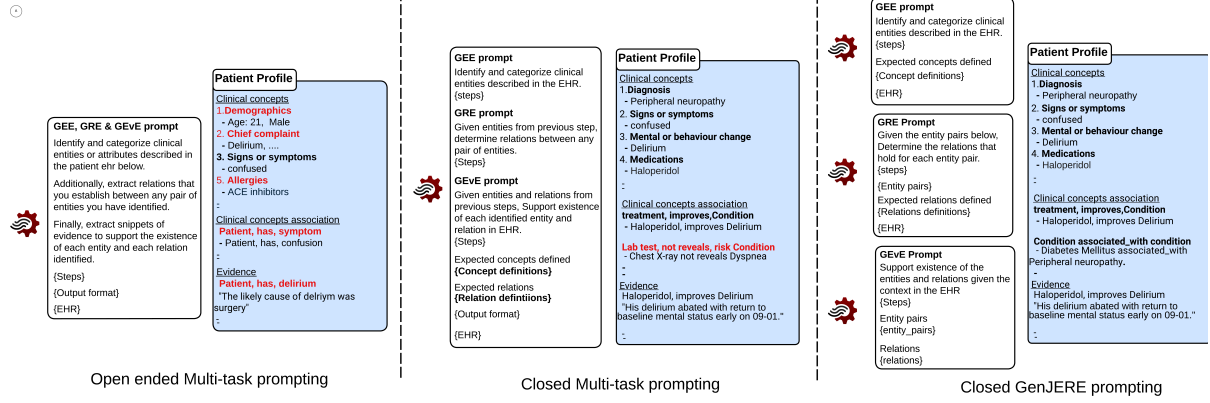 GEE, GRE & GEvE prompt
Identify and categorize clinical
entities or attributes described in
the patient ehr below.
Additionally, extract relations that
you establish between any pair of
entities you have identified.
Finally, extract snippets of
evidence to support the existence
of each entity and each relation
identified.
{Steps}
{Output format}
{EHR}
Patient Profile
Clinical concepts
1.Demographics
- Age: 21, Male
2. Chief complaint
- Delirium, ....
3. Signs or symptoms
- confused
5. Allergies
- ACE inhibitors
-
Clinical concepts association
Patient, has, symptom
- Patient, has, confusion
-
Evidence
Patient, has, delirium
"The likely cause of delriym was
surgery"
-
Open ended Multi-task prompting
GEE prompt
Identify and categorize clinical
entities described in the EHR.
{steps}
GRE prompt
Given entities from previous step,
determine relations between any
pair of entities.
{Steps}
GEvE prompt
Given entities and relations from
previous steps, Support existence
of each identified entity and
relation in EHR.
{Steps}
Expected concepts defined
{Concept definitions}
Expected relations
{Relation defintiions}
{Output format}
{EHR}
Patient Profile
Clinical concepts
1.Diagnosis
- Peripheral neuropathy
2. Signs or symptoms
- confused
3. Mental or behaviour change
- Delirium
4. Medications
- Haloperidol
-
Clinical concepts association
treatment, improves,Condition
- Haloperidol, improves Delirium
Lab test, not reveals, risk Condition
- Chest X-ray not reveals Dyspnea
-
-
Evidence
Haloperidol, improves Delirium
"His delirium abated with return to
baseline mental status early on 09-01."
-
Closed Multi-task prompting
GEE prompt
Identify and categorize clinical
entities described in the EHR.
{steps}
Expected concepts defined
{Concept definitions}
{EHR}
GRE Prompt
Given the entity pairs below,
Determine the relations that
hold for each entity pair.
{steps}
{Entity pairs}
Expected relations defined
{Relations definitions}
{EHR}
GEvE Prompt
Support existence of the
entities and relations given the
context in the EHR
{Steps}
Entity pairs
{entity_pairs}
Relations
{relations}
Patient Profile
Clinical concepts
1.Diagnosis
- Peripheral neuropathy
2. Signs or symptoms
- confused
3. Mental or behaviour change
- Delirium
4. Medications
- Haloperidol
-
Clinical concepts association
treatment, improves,Condition
- Haloperidol, improves Delirium
Condition associated_with condition
- Diabetes Mellitus associated_with
Peripheral neuropathy.
-
Evidence
Haloperidol, improves Delirium
"His delirium abated with return to
baseline mental status early on 09-01."
-
Closed GenJERE prompting